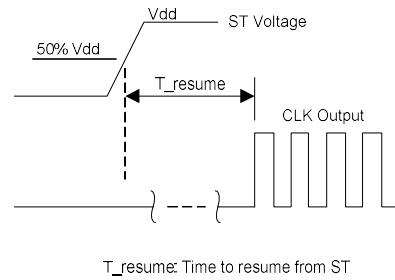 Vdd
ST Voltage
50% Vdd
T_resume
CLK Output
T_resume: Time to resume from ST